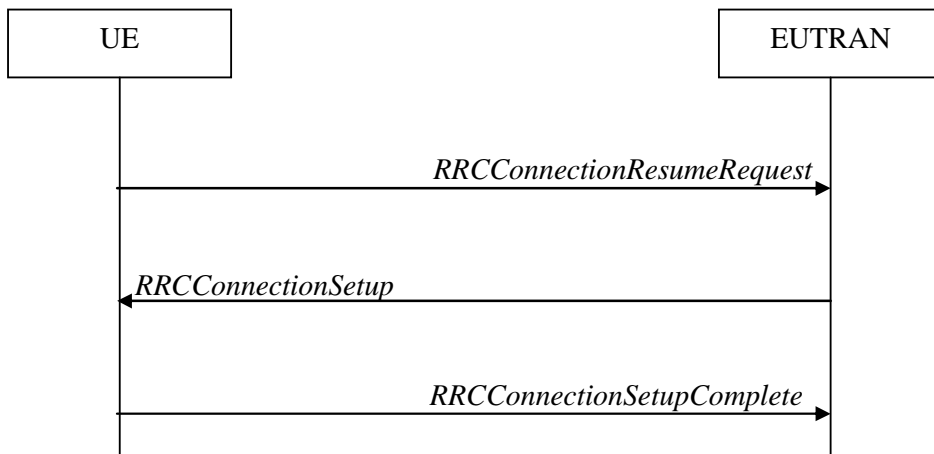 UE
EUTRAN
RRCConnectionResumeRequest
RRCConnectionSetup
RRCConnectionSetupComplete